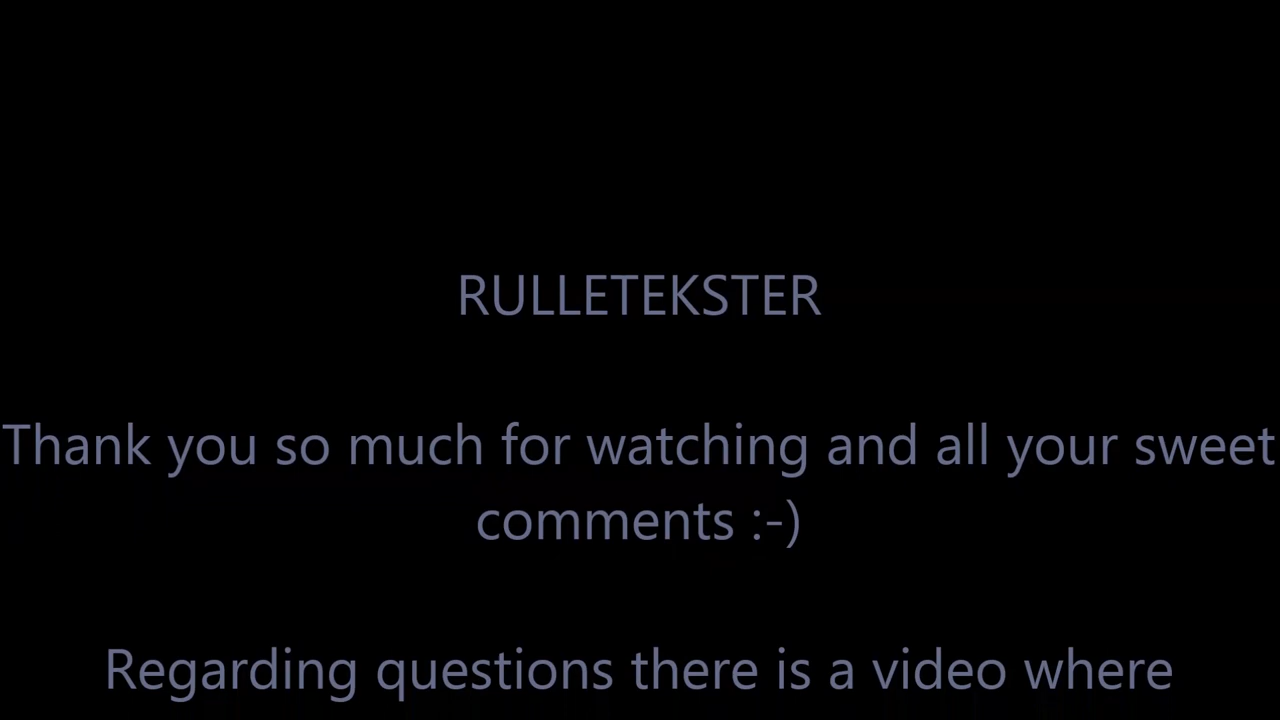 RULLETEKSTER
Thank you so much for watching and all your sweet
comments :-)
Regarding questions there is a video where